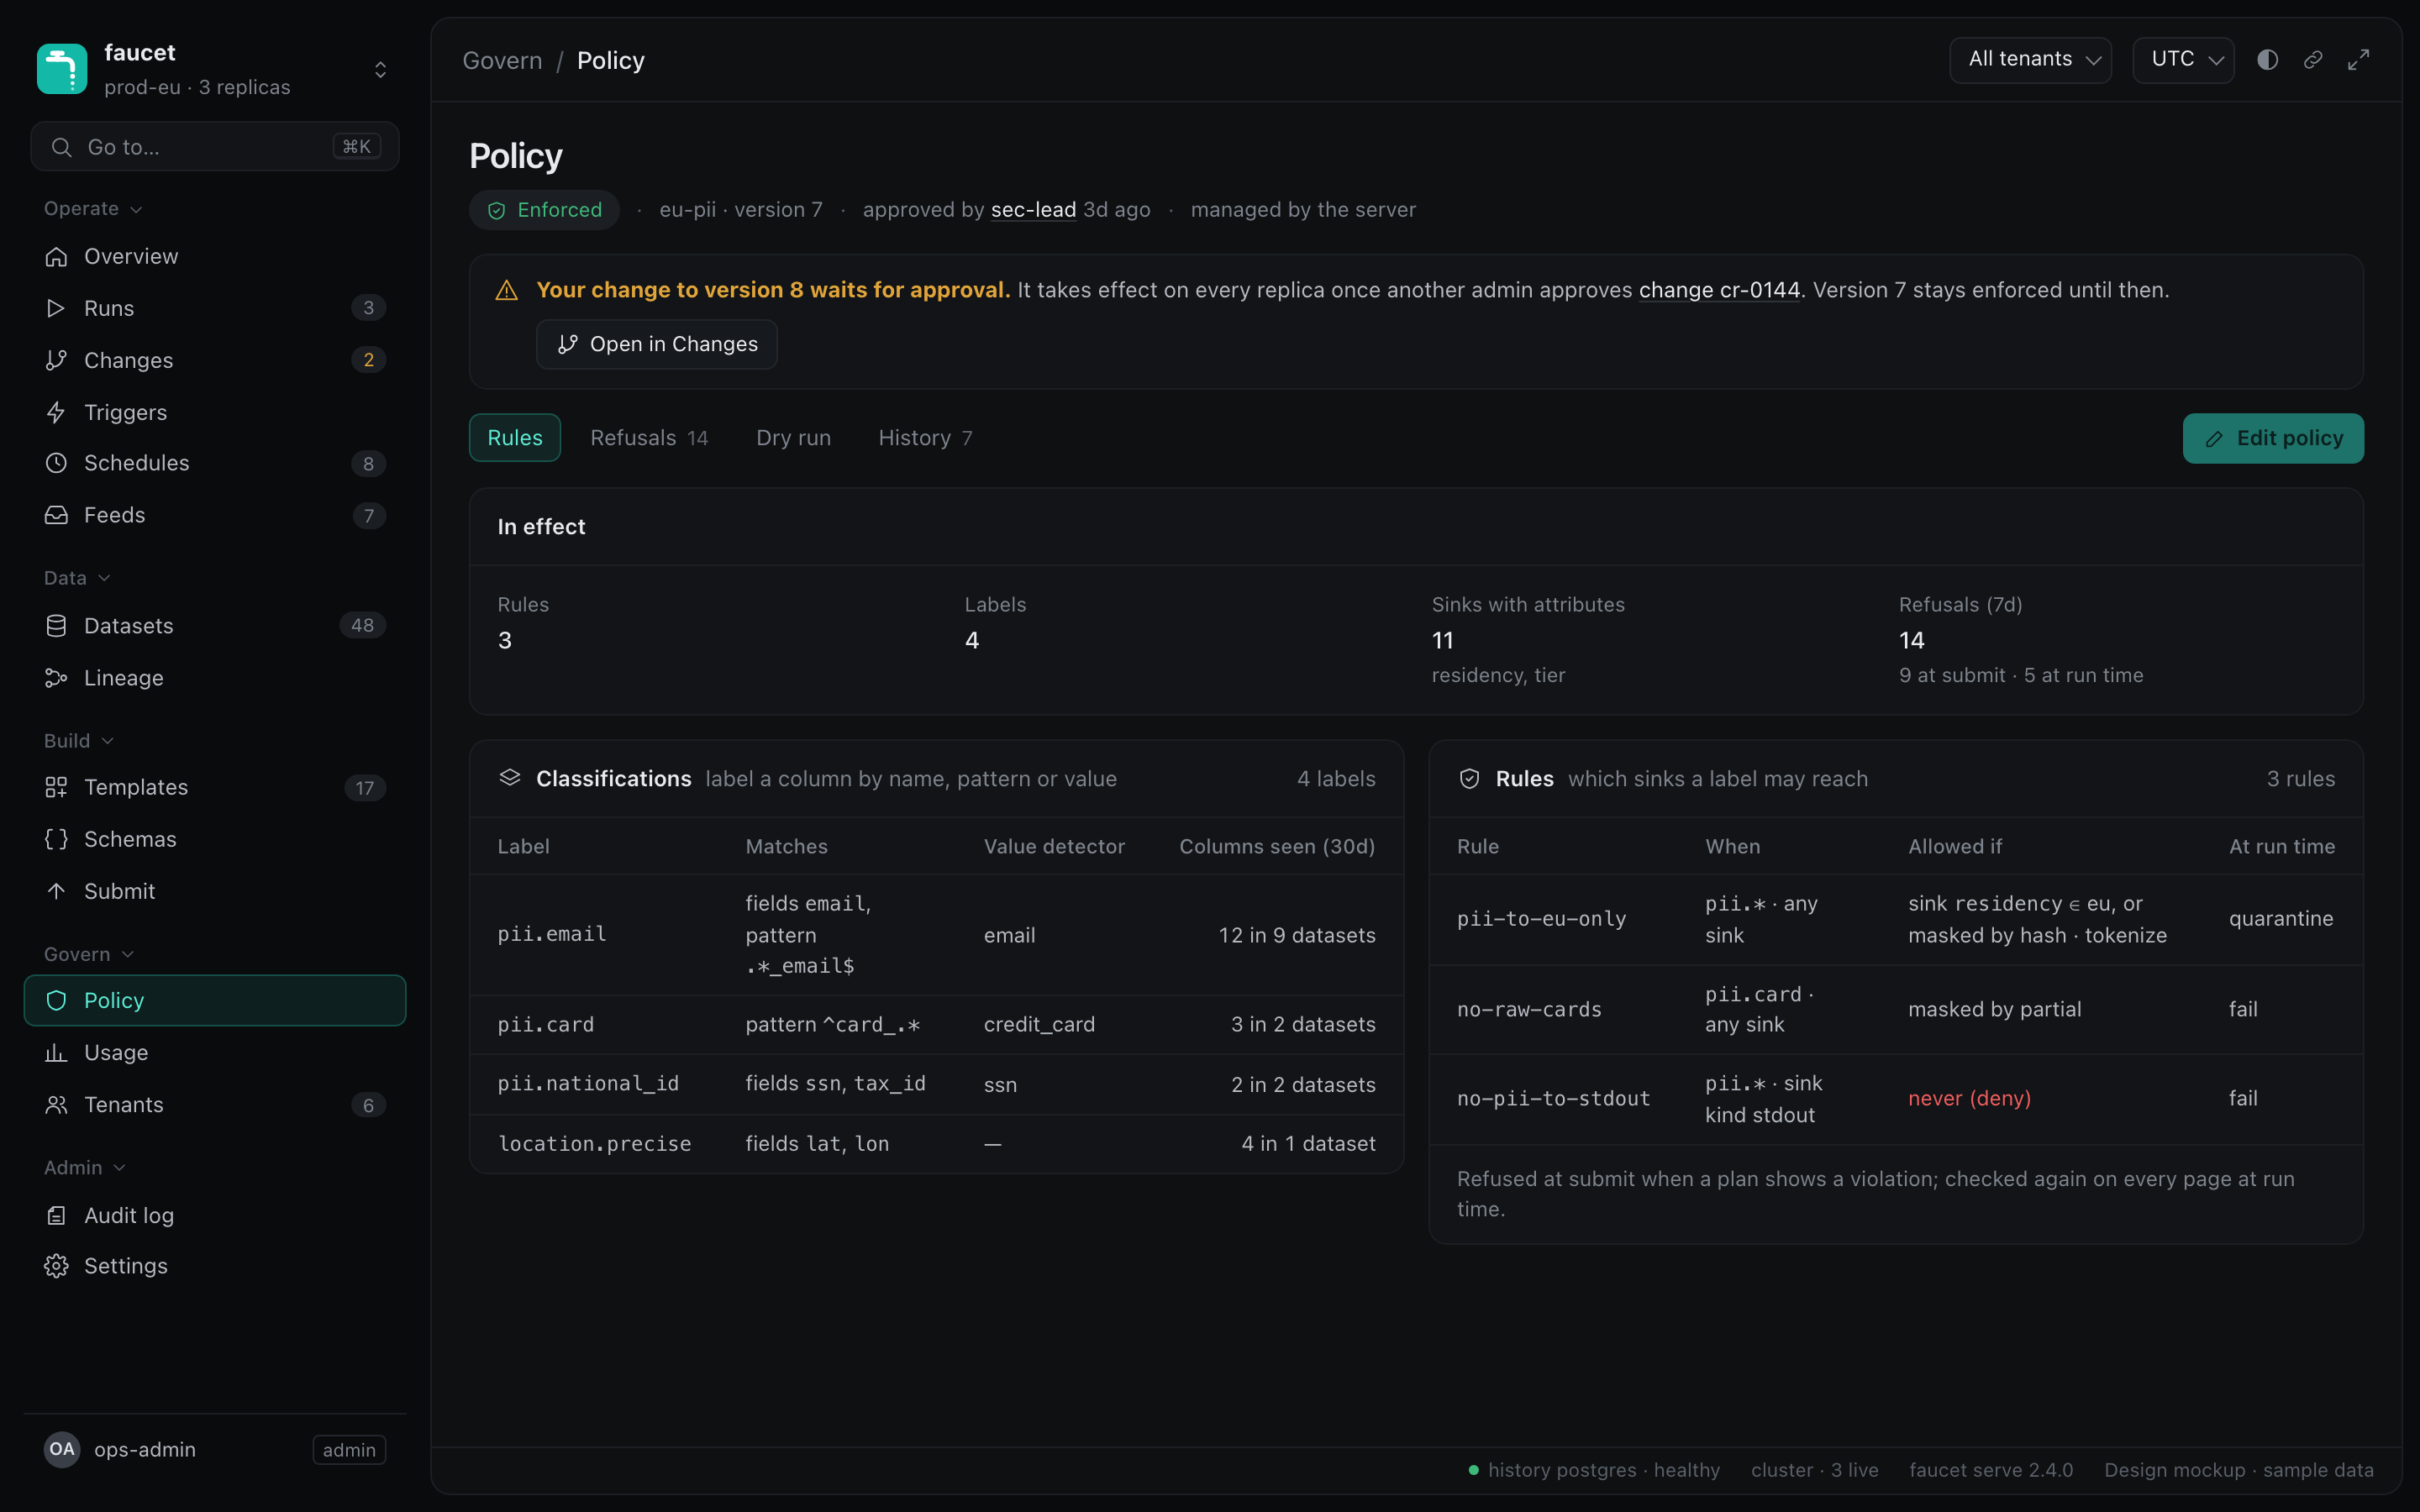 faucet
prod-eu · 3 replicas
Go to...
⌘K
Operate
Overview
Runs 3
Changes 2
Triggers
Schedules 8
Feeds 7
Data
Datasets 48
Lineage
Build
Templates 17
Schemas
Submit
Govern
Policy
Usage
Tenants 6
Admin
Audit log
Settings
OA ops-admin admin
Govern / Policy
All tenants
UTC
Policy
Enforced · eu-pii · version 7 · approved by sec-lead 3d ago · managed by the server
Your change to version 8 waits for approval. It takes effect on every replica once another admin approves change cr-0144. Version 7 stays enforced until then.
Open in Changes
Rules Refusals 14 Dry run History 7
Edit policy
In effect
Rules Labels Sinks with attributes Refusals (7d)
3 4 11 14
residency, tier 9 at submit · 5 at run time
Classifications label a column by name, pattern or value 4 labels
Label Matches Value detector Columns seen (30d)
pii.email fields email, pattern .*_email$ email 12 in 9 datasets
pii.card pattern ^card_.* credit_card 3 in 2 datasets
pii.national_id fields ssn, tax_id ssn 2 in 2 datasets
location.precise fields lat, lon — 4 in 1 dataset
Rules which sinks a label may reach 3 rules
Rule When Allowed if At run time
pii-to-eu-only pii.* · any sink sink residency ∈ eu, or masked by hash · tokenize quarantine
no-raw-cards pii.card · any sink masked by partial fail
no-pii-to-stdout pii.* · sink kind stdout never (deny) fail
Refused at submit when a plan shows a violation; checked again on every page at run
time.
history postgres · healthy cluster · 3 live faucet serve 2.4.0 Design mockup · sample data